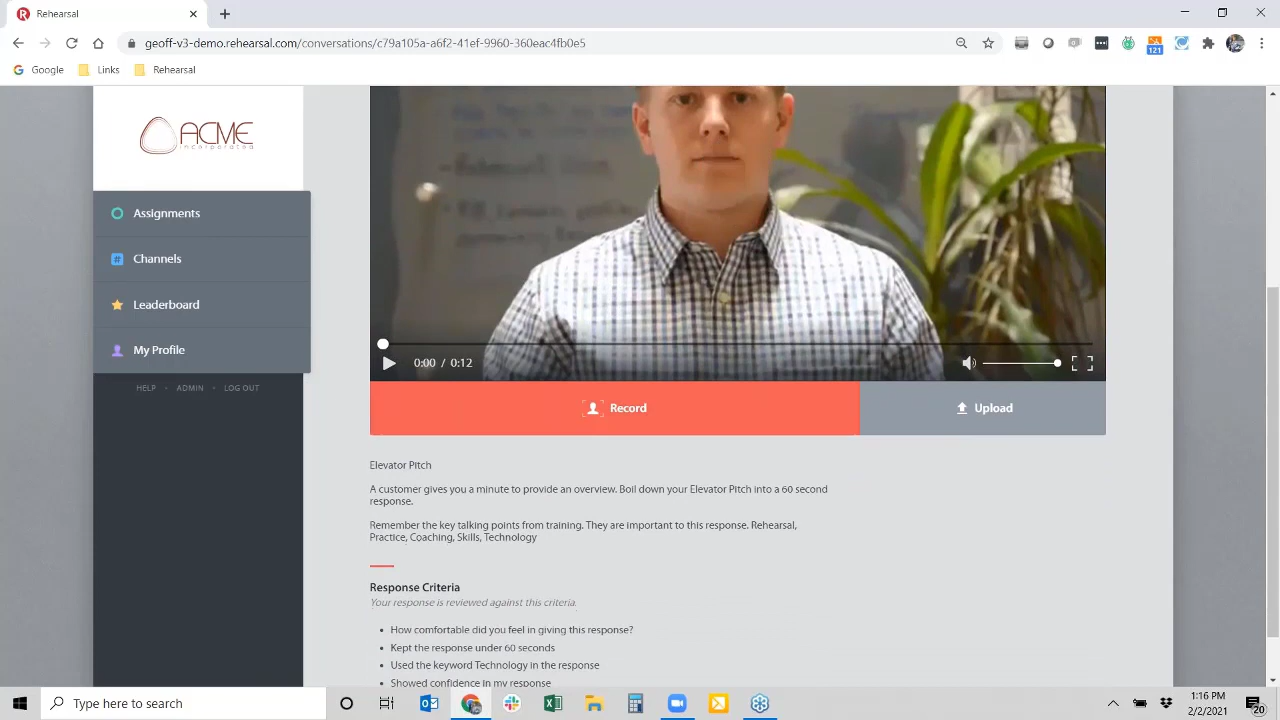 Rehearsal
geoff-v3-demo.rehearsal.com/conversations/c79a105a-a6f2-41ef-8960-360eac4fb0e5
121
Google
Links
Rehearsal
ACME
incorporated
Assignments
Channels
Leaderboard
My Profile
HELP • ADMIN • LOG OUT
0:00 / 0:12
Record
Upload
Elevator Pitch
A customer gives you a minute to provide an overview. Boil down your Elevator Pitch into a 60 second
response.
Remember the key talking points from training. They are important to this response. Rehearsal,
Practice, Coaching, Skills, Technology
Response Criteria
Your response is reviewed against this criteria.
• How comfortable did you feel in giving this response?
• Kept the response under 60 seconds
• Used the keyword Technology in the response
• Showed confidence in my response
Type here to search
1:16 PM
2/2/2021
20